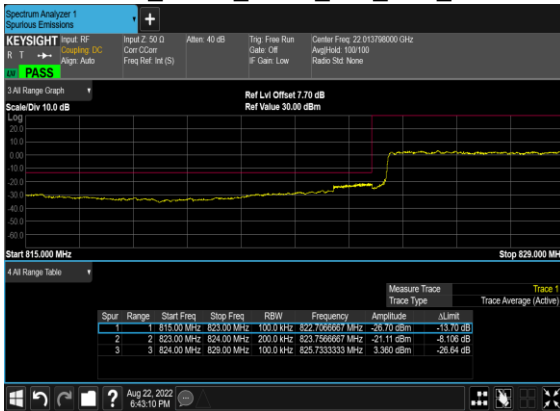 Spectrum Analyzer 1
Spurious Emissions
+
KEYSIGHT Input: RF Input Z: 50 Ω Atten: 40 dB Trig: Free Run Center Freq: 22.013798000 GHz
R T Coupling: DC Corr CCorr Gate: Off Avg|Hold: 100/100
Align: Auto Freq Ref: Int (S) IF Gain: Low Radio Std: None
PASS
3 All Range Graph
Ref Lvl Offset 7.70 dB
Scale/Div 10.0 dB Ref Value 30.00 dBm
Log
20.0
10.0
0.00
-10.0
-20.0
-30.0
-40.0
-50.0
-60.0
Start 815.000 MHz Stop 829.000 MH
4 All Range Table
Measure Trace Trace 1
Trace Type Trace Average (Active)
Spur Range Start Freq Stop Freq RBW Frequency Amplitude ΔLimit
1 1 815.00 MHz 823.00 MHz 100.0 kHz 822.7066667 MHz -26.70 dBm -13.70 dB
2 2 823.00 MHz 824.00 MHz 200.0 kHz 823.7566667 MHz -21.11 dBm -8.106 dB
3 3 824.00 MHz 829.00 MHz 100.0 kHz 825.7333333 MHz 3.360 dBm -26.64 dB
? Aug 22, 2022
6:43:10 PM